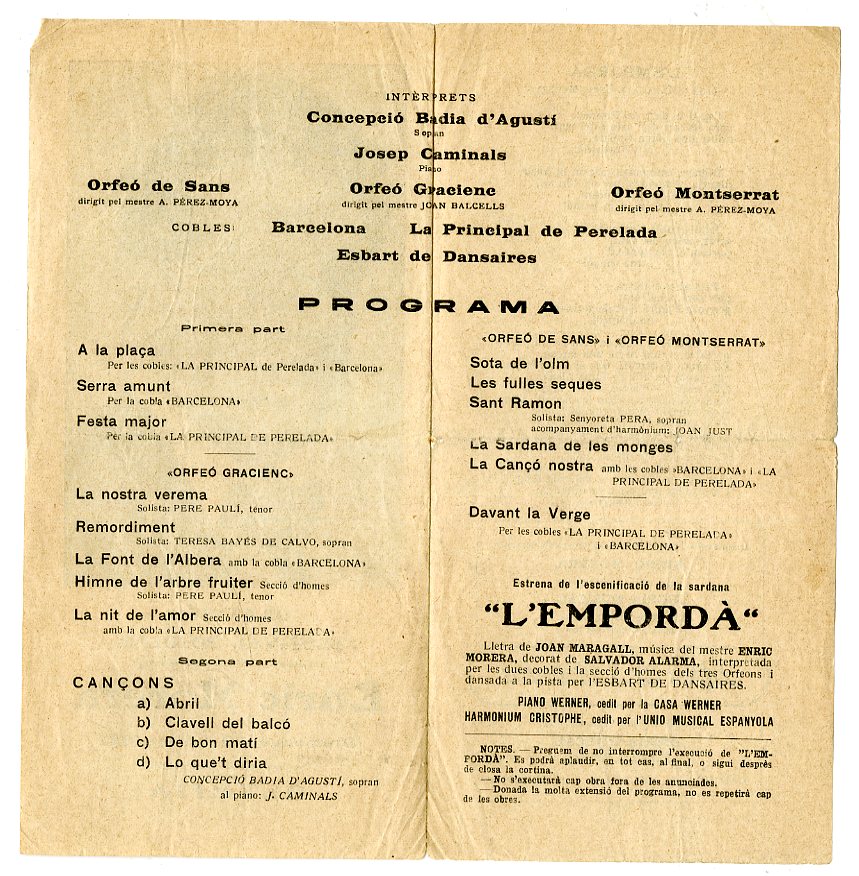 INTÈRPRETS
Concepció Badia d'Agustí
Sopran
Josep Caminals
Piano
Orfeó de Sans
dirigit pel mestre A. PÉREZ-MOYA
Orfeó Gracienc
dirigit pel mestre JOAN BALCELLS
Orfeó Montserrat
dirigit pel mestre A. PÉREZ-MOYA
COBLES: Barcelona La Principal de Perelada
Esbart de Dansaires
PROGRAMA
Primera part
A la plaça
Per les cobles: «LA PRINCIPAL de Perelada» i «Barcelona»
Serra amunt
Per la cobla «BARCELONA»
Festa major
Per la cobla «LA PRINCIPAL DE PERELADA»
«ORFEÓ GRACIENC»
La nostra verema
Solista: PERE PAULÍ, tenor
Remordiment
Solista: TERESA BAYÉS DE CALVO, sopran
La Font de l'Albera amb la cobla «BARCELONA»
Himne de l'arbre fruiter Secció d'homes
Solista: PERE PAULÍ, tenor
La nit de l'amor Secció d'homes
amb la cobla «LA PRINCIPAL DE PERELADA»
Segona part
CANÇONS
a) Abril
b) Clavell del balcó
c) De bon matí
d) Lo que't diria
CONCEPCIÓ BADIA D'AGUSTÍ, sopran
al piano: J. CAMINALS
«ORFEÓ DE SANS» i «ORFEÓ MONTSERRAT»
Sota de l'olm
Les fulles seques
Sant Ramon
Solista: Senyoreta PERA, sopran
acompanyament d'harmònium: JOAN JUST
La Sardana de les monges
La Cançó nostra amb les cobles »BARCELONA» i «LA
PRINCIPAL DE PERELADA»
Davant la Verge
Per les cobles «LA PRINCIPAL DE PERELADA»
i «BARCELONA»
Estrena de l'escenificació de la sardana
“L'EMPORDÀ“
Lletra de JOAN MARAGALL, música del mestre ENRIC
MORERA, decorat de SALVADOR ALARMA, interpretada
per les dues cobles i la secció d'homes dels tres Orfeons i
dansada a la pista per l'ESBART DE DANSAIRES.
PIANO WERNER, cedit per la CASA WERNER
HARMONIUM CRISTOPHE, cedit per l'UNIO MUSICAL ESPANYOLA
NOTES. — Preguem de no interrompre l'execució de "L'EM-
PORDÀ". Es podrà aplaudir, en tot cas, al final, o sigui després
de closa la cortina.
— No s'executarà cap obra fora de les anunciades.
— Donada la molta extensió del programa, no es repetirà cap
de les obres.